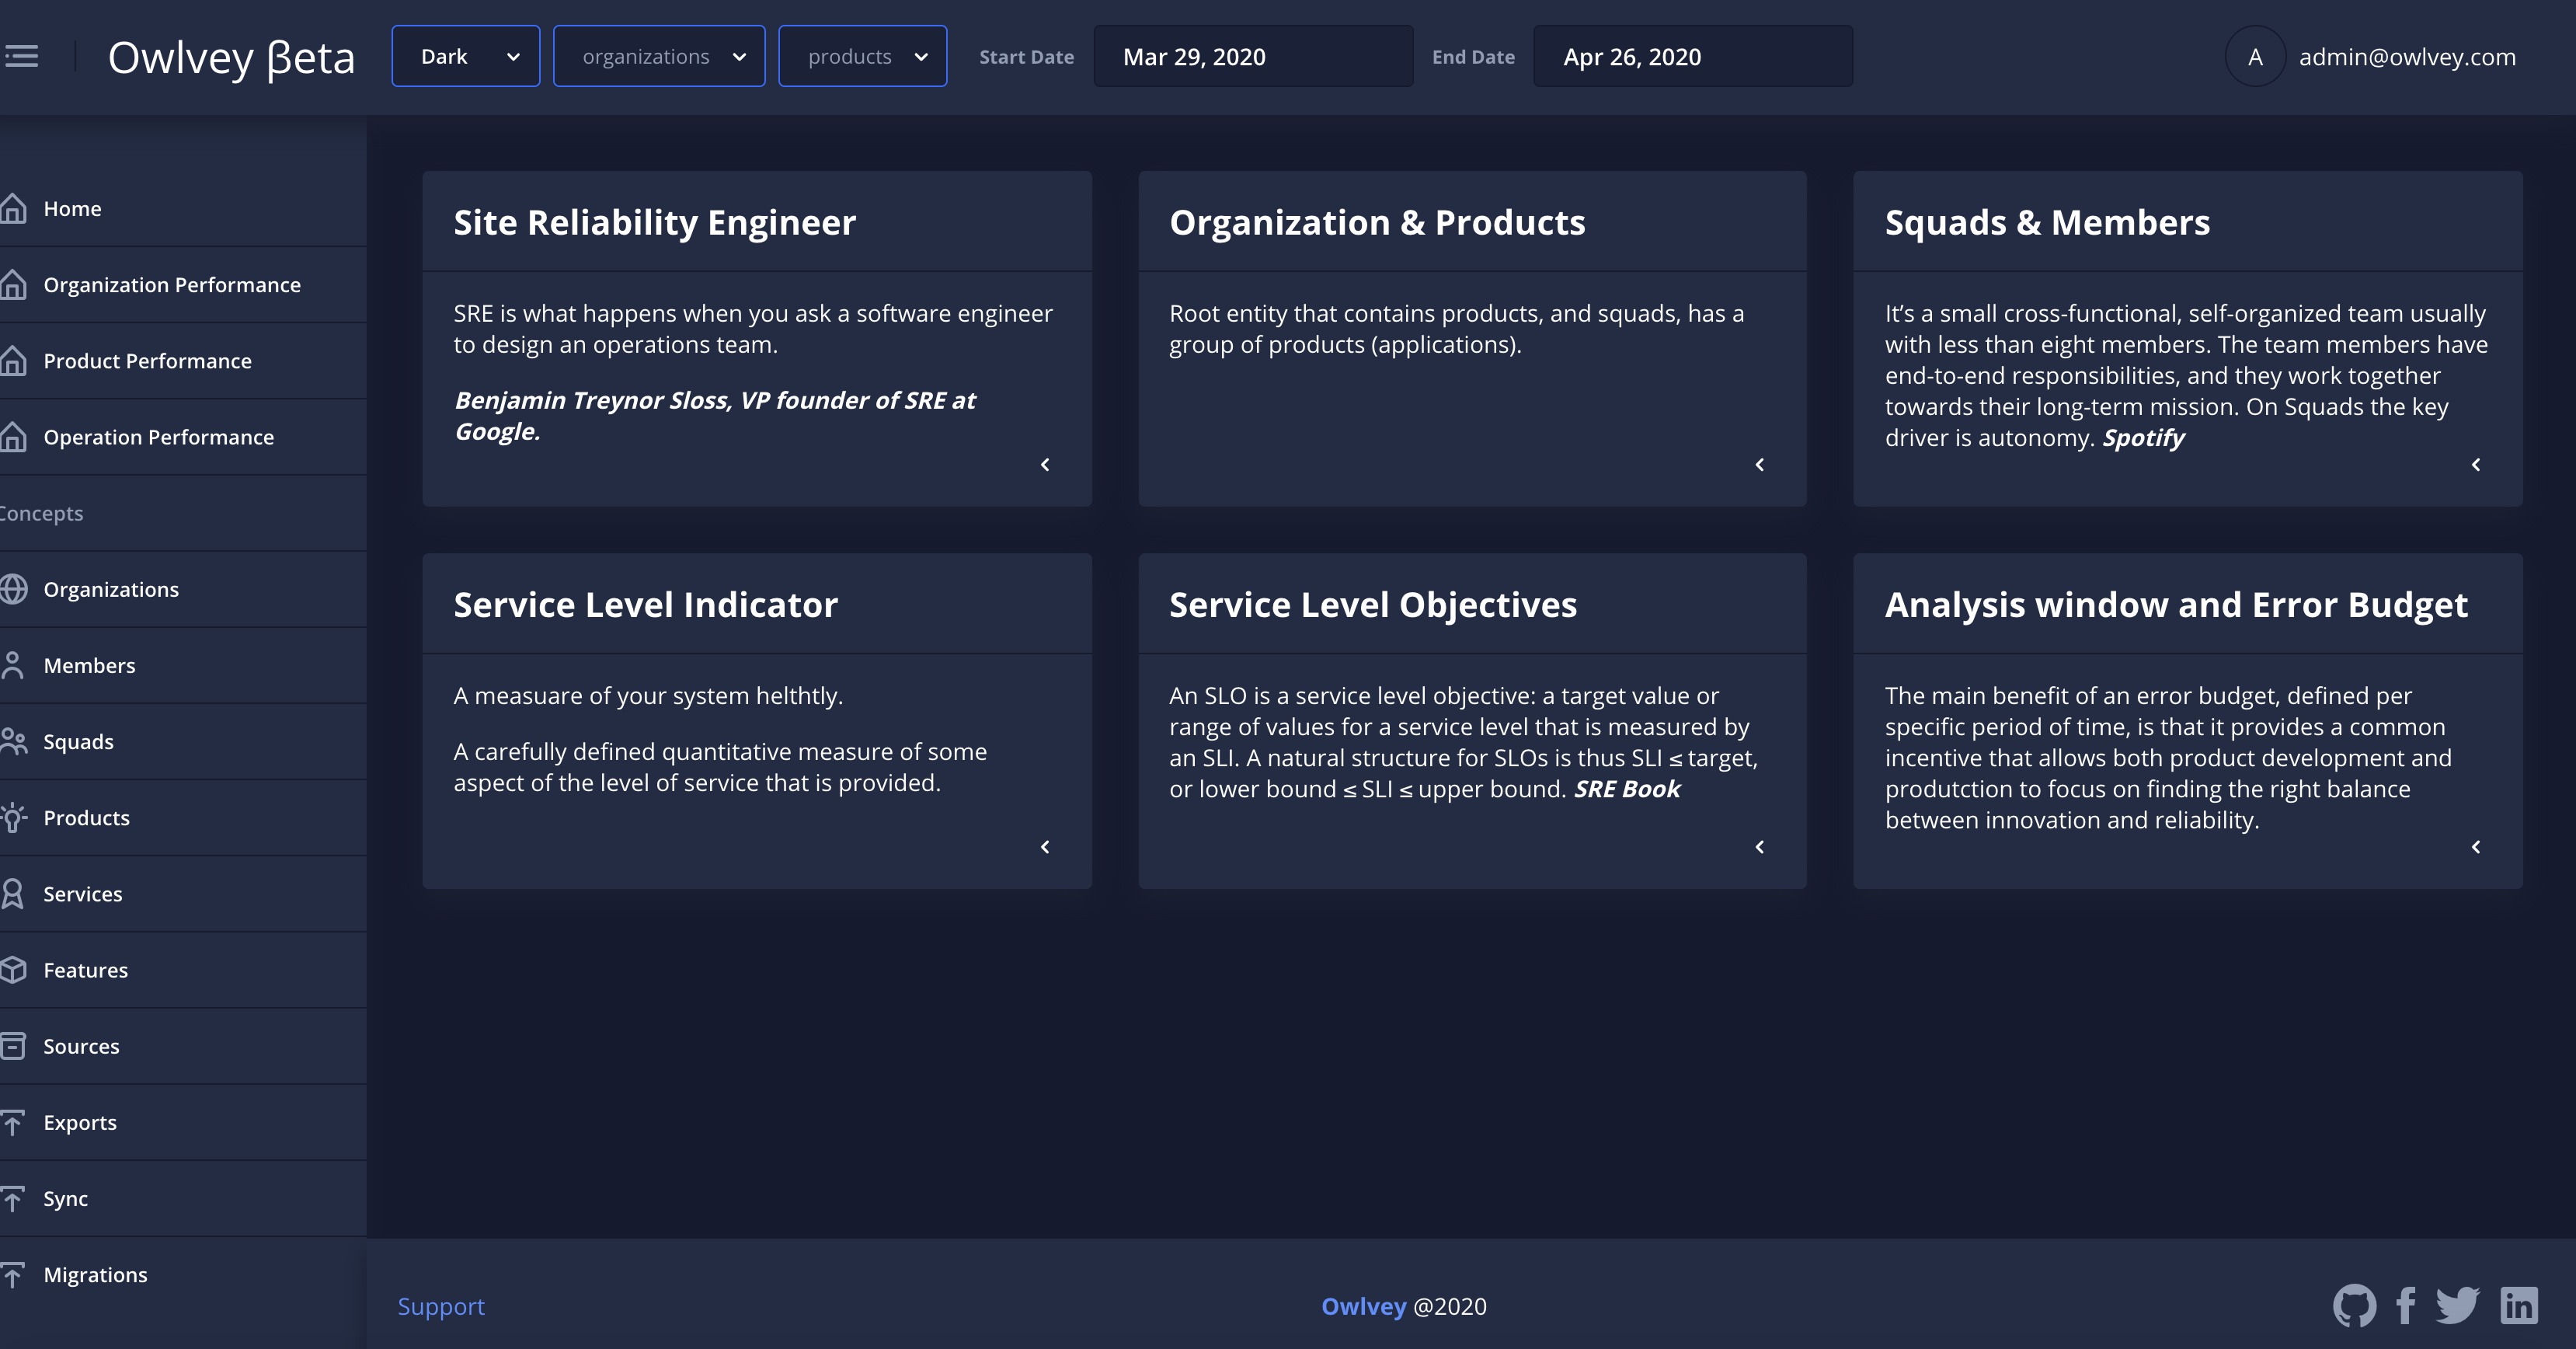 Owlvey βeta
Dark
organizations
products
Start Date
Mar 29, 2020
End Date
Apr 26, 2020
A
admin@owlvey.com
Home
Organization Performance
Product Performance
Operation Performance
Concepts
Organizations
Members
Squads
Products
Services
Features
Sources
Exports
Sync
Migrations
Site Reliability Engineer
SRE is what happens when you ask a software engineer
to design an operations team.
Benjamin Treynor Sloss, VP founder of SRE at
Google.
Organization & Products
Root entity that contains products, and squads, has a
group of products (applications).
Squads & Members
It’s a small cross-functional, self-organized team usually
with less than eight members. The team members have
end-to-end responsibilities, and they work together
towards their long-term mission. On Squads the key
driver is autonomy. Spotify
Service Level Indicator
A measuare of your system helthtly.
A carefully defined quantitative measure of some
aspect of the level of service that is provided.
Service Level Objectives
An SLO is a service level objective: a target value or
range of values for a service level that is measured by
an SLI. A natural structure for SLOs is thus SLI ≤ target,
or lower bound ≤ SLI ≤ upper bound. SRE Book
Analysis window and Error Budget
The main benefit of an error budget, defined per
specific period of time, is that it provides a common
incentive that allows both product development and
produtction to focus on finding the right balance
between innovation and reliability.
Support
Owlvey @2020